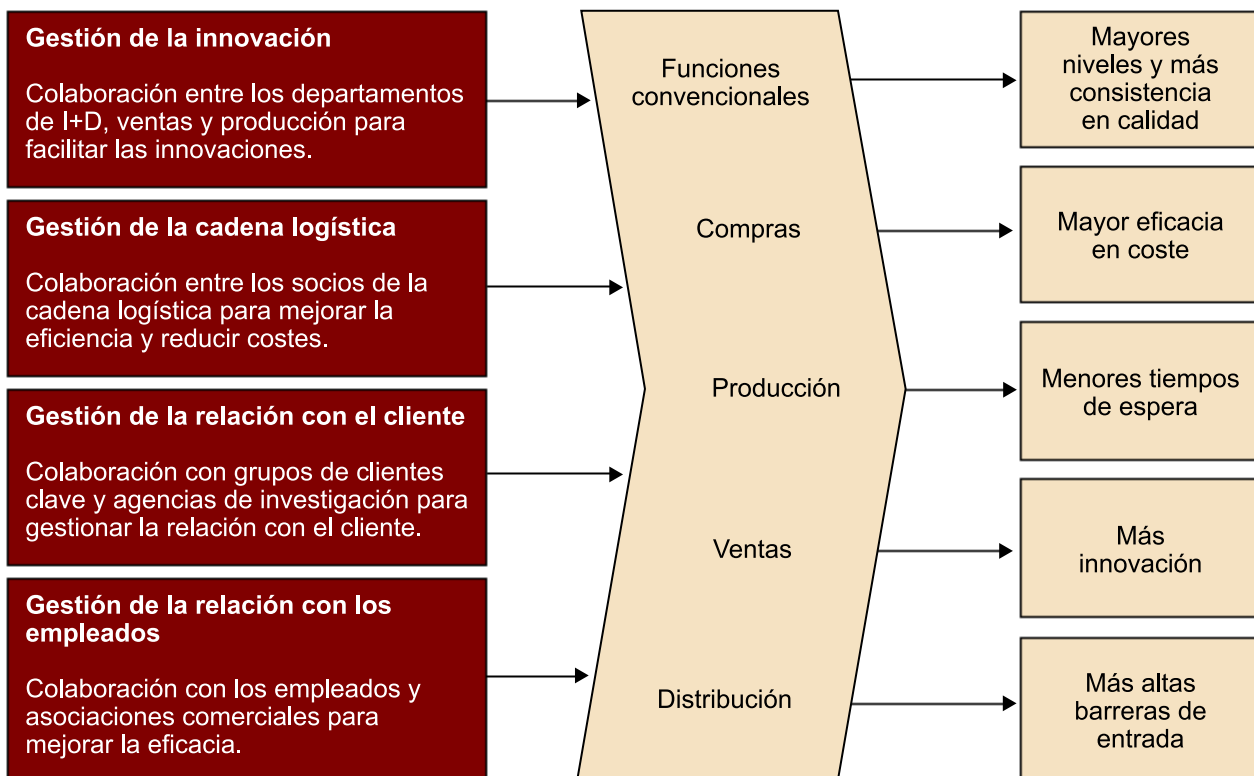 Gestión de la innovación
Colaboración entre los departamentos
de I+D, ventas y producción para
facilitar las innovaciones.
Gestión de la cadena logística
Colaboración entre los socios de la
cadena logística para mejorar la
eficiencia y reducir costes.
Gestión de la relación con el cliente
Colaboración con grupos de clientes
clave y agencias de investigación para
gestionar la relación con el cliente.
Gestión de la relación con los
empleados
Colaboración con los empleados y
asociaciones comerciales para
mejorar la eficacia.
Funciones
convencionales
Compras
Producción
Ventas
Distribución
Mayores
niveles y más
consistencia
en calidad
Mayor eficacia
en coste
Menores tiempos
de espera
Más
innovación
Más altas
barreras de
entrada